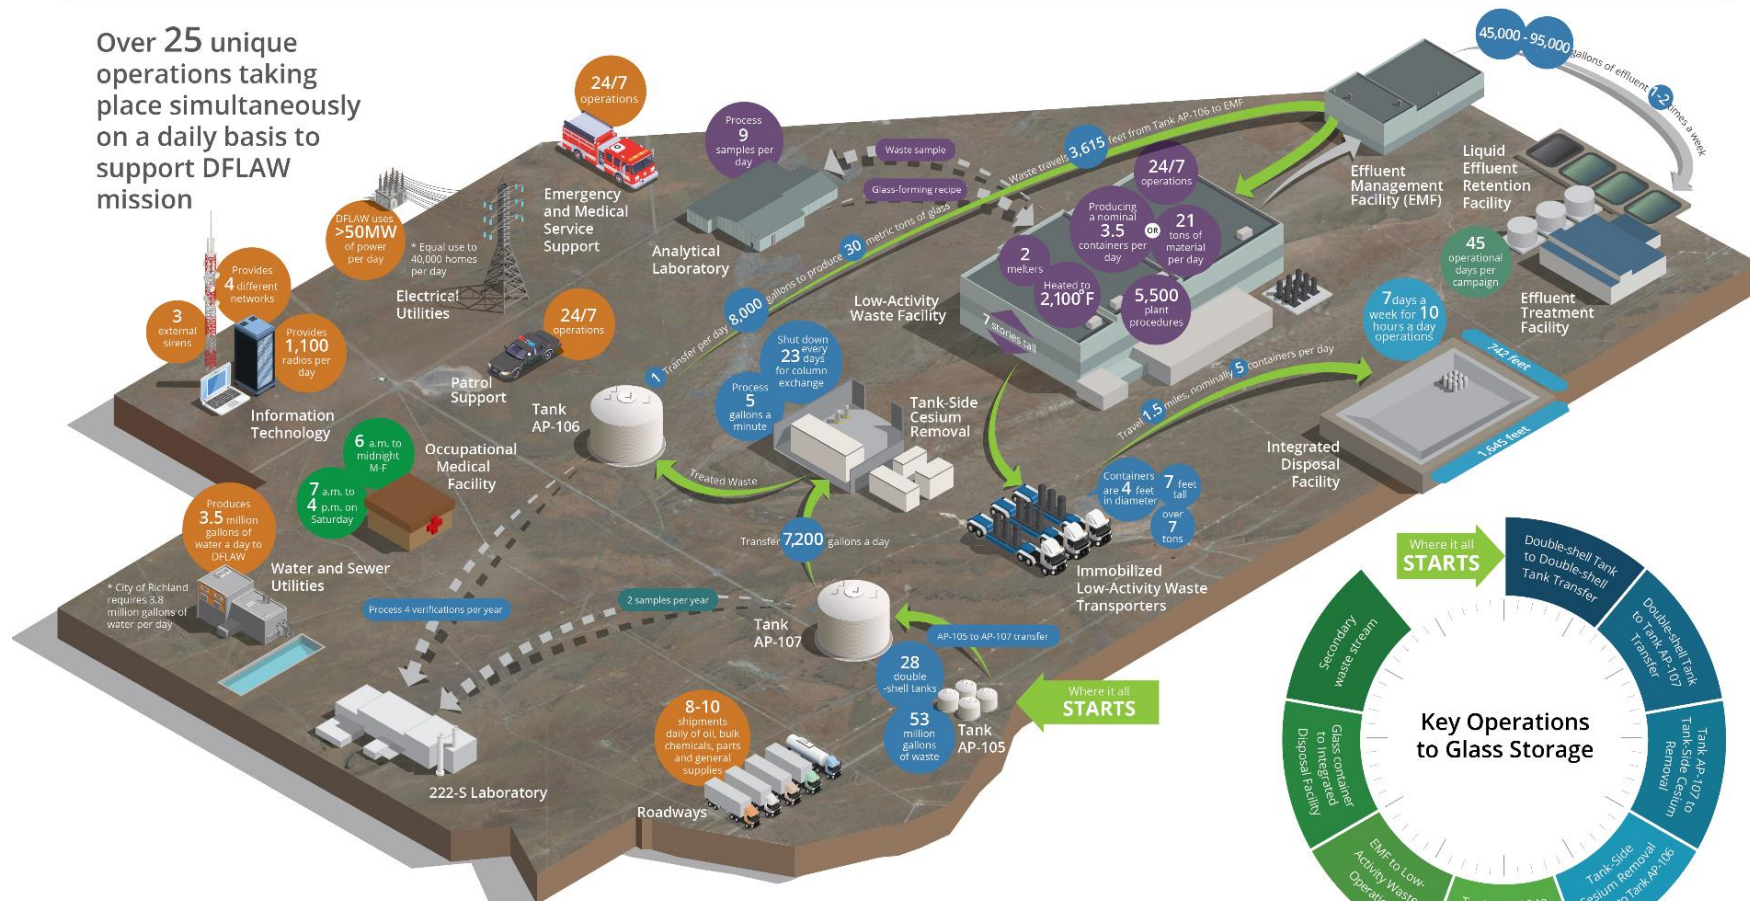 Over 25 unique
operations taking
place simultaneously
on a daily basis to
support DFLAW
mission
24/7
operations
Emergency
and Medical
Service
Support
DFLAW uses
>50MW
of power
per day
* Equal use to
40,000 homes
per day
Electrical
Utilities
Provides
4 different
networks
3
external
sirens
Provides
1,100
radios per
day
Information
Technology
24/7
operations
Patrol
Support
Process
9
samples per
day
Analytical
Laboratory
Waste sample
Glass-forming recipe
Waste travels 3,615 feet from Tank AP-106 to EMF
1 Transfer per day 8,000 gallons to produce 30 metric tons of glass
45,000 - 95,000 gallons of effluent 1-2 times a week
Effluent
Management
Facility (EMF)
Liquid
Effluent
Retention
Facility
45
operational
days per
campaign
Effluent
Treatment
Facility
24/7
operations
Producing
a nominal
3.5
containers per
day
OR
21
tons of
material
per day
2
melters
Heated to
2,100°F
5,500
plant
procedures
7 stories tall
Low-Activity
Waste Facility
7 days a
week for 10
hours a day
operations
742 feet
1,645 feet
Integrated
Disposal
Facility
Travel 1.5 miles, nominally 5 containers per day
Containers
are 4 feet
in diameter
7 feet
tall
over
7
tons
Immobilized
Low-Activity Waste
Transporters
Shut down
every
23 days
for column
exchange
Process
5
gallons a
minute
Tank-Side
Cesium
Removal
Tank
AP-106
Treated Waste
Transfer 7,200 gallons a day
6 a.m. to
midnight
M-F
7 a.m. to
4 p.m. on
Saturday
Occupational
Medical
Facility
Produces
3.5 million
gallons of
water a day to
DFLAW
Water and Sewer
Utilities
* City of Richland
requires 3.8
million gallons of
water per day
Process 4 verifications per year
2 samples per year
222-S Laboratory
Tank
AP-107
AP-105 to AP-107 transfer
28
double
-shell tanks
53
million
gallons
of waste
Tank
AP-105
Where it all
STARTS
8-10
shipments
daily of oil, bulk
chemicals, parts
and general
supplies
Roadways
Where it all
STARTS
Key Operations
to Glass Storage
Double-shell Tank
to Double-shell
Tank Transfer
Double-shell Tank
to Tank AP-107
Transfer
Tank AP-107 to
Tank-Side Cesium
Removal
Tank-Side
Cesium Removal
to Tank AP-106
EMF to Low-
Activity Waste
Glass container
to Integrated
Disposal Facility
Secondary
waste stream